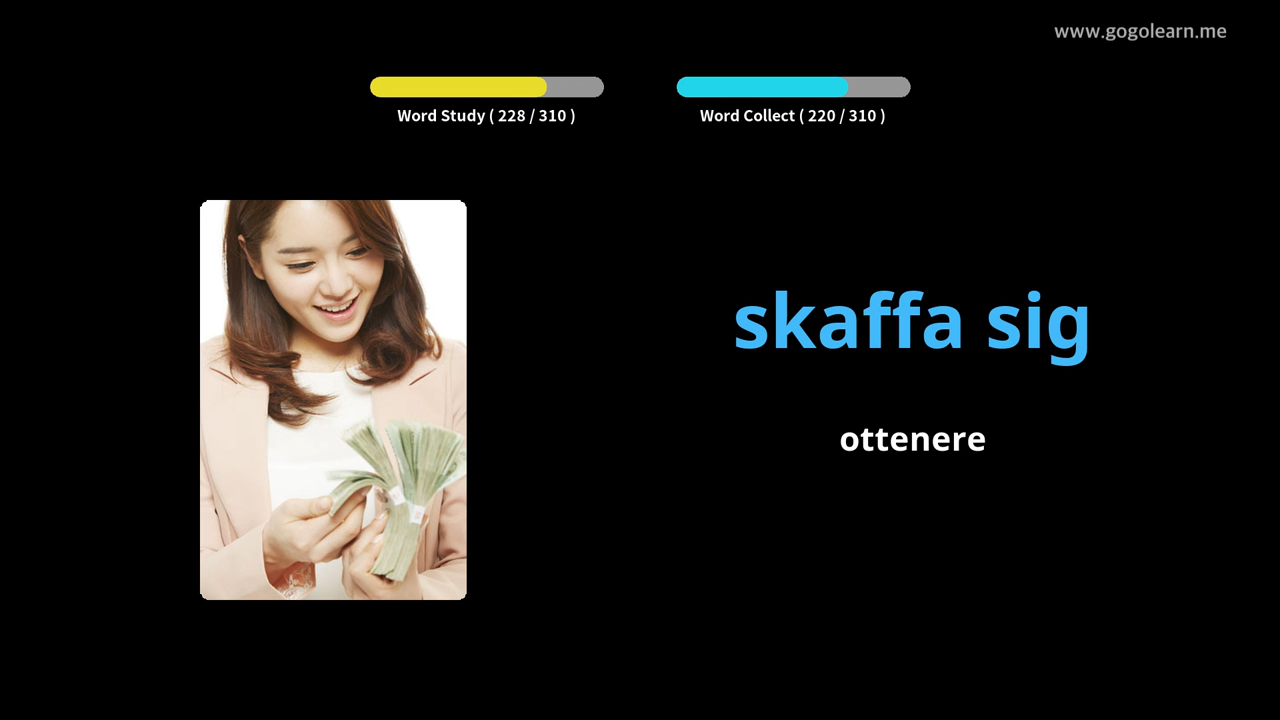 www.gogolearn.me
Word Study ( 228 / 310 )
Word Collect ( 220 / 310 )
skaffa sig
ottenere